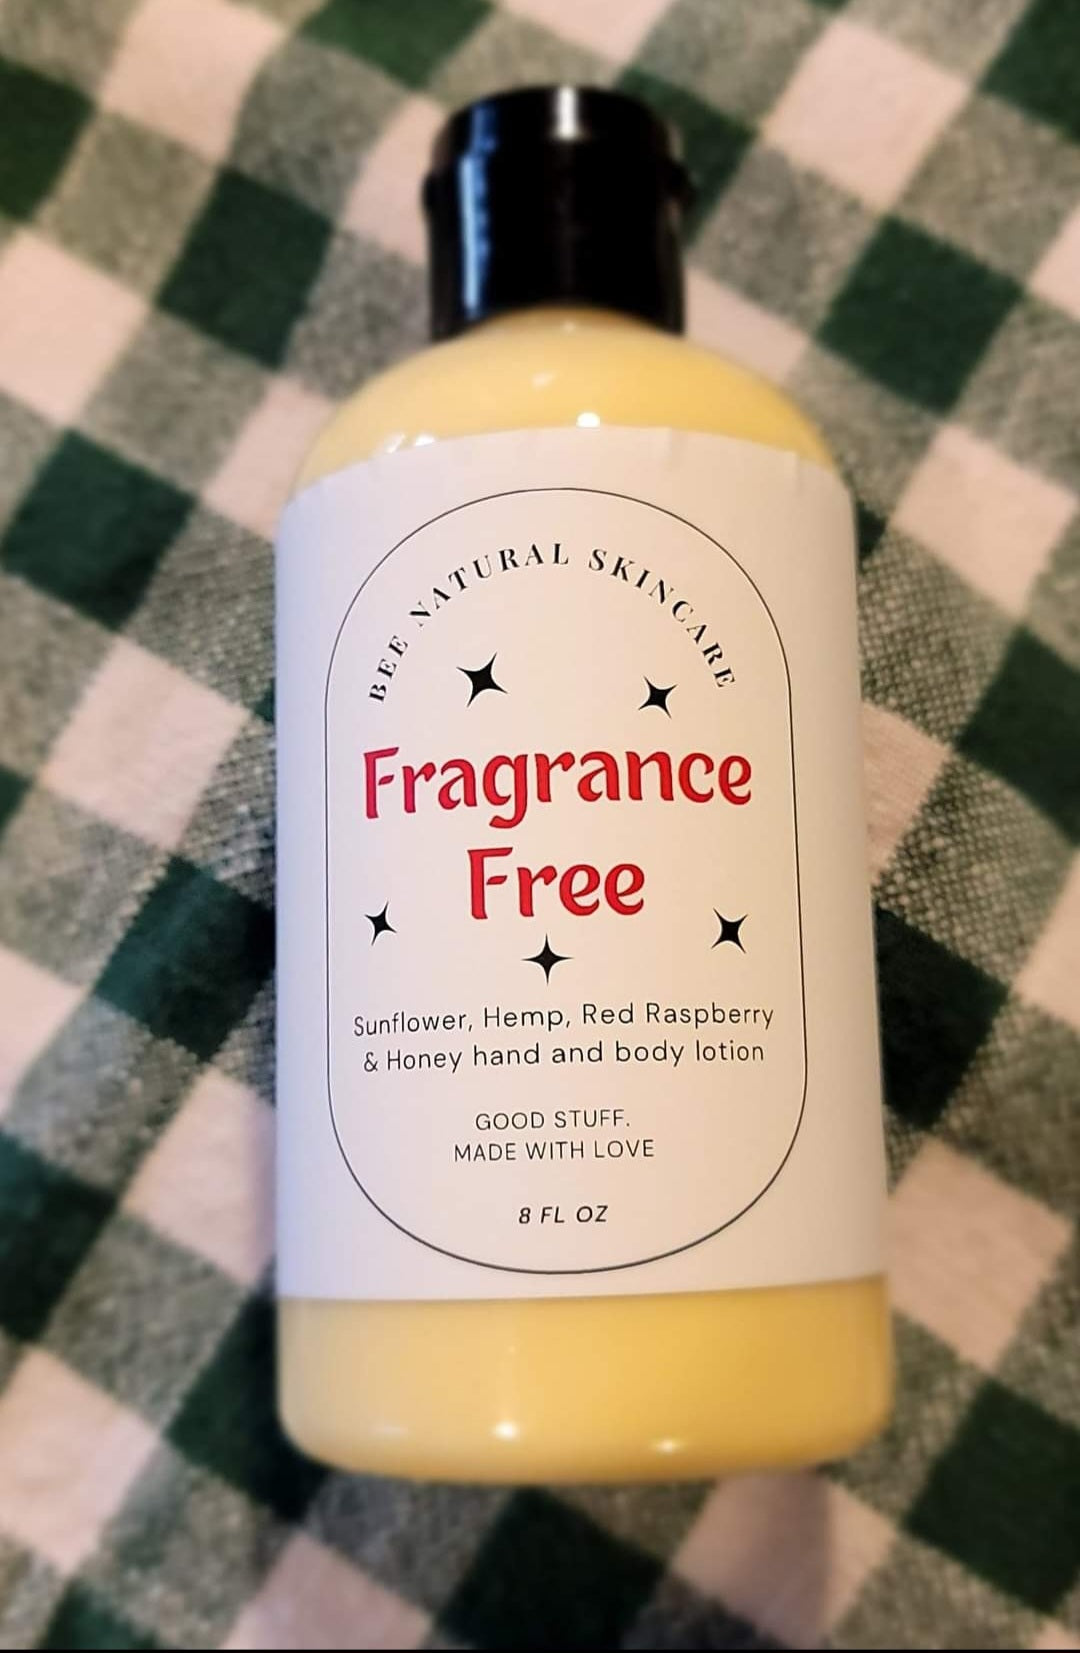 BEE NATURAL SKINCARE
Fragrance
Free
Sunflower, Hemp, Red Raspberry
& Honey hand and body lotion
GOOD STUFF.
MADE WITH LOVE
8 FL OZ